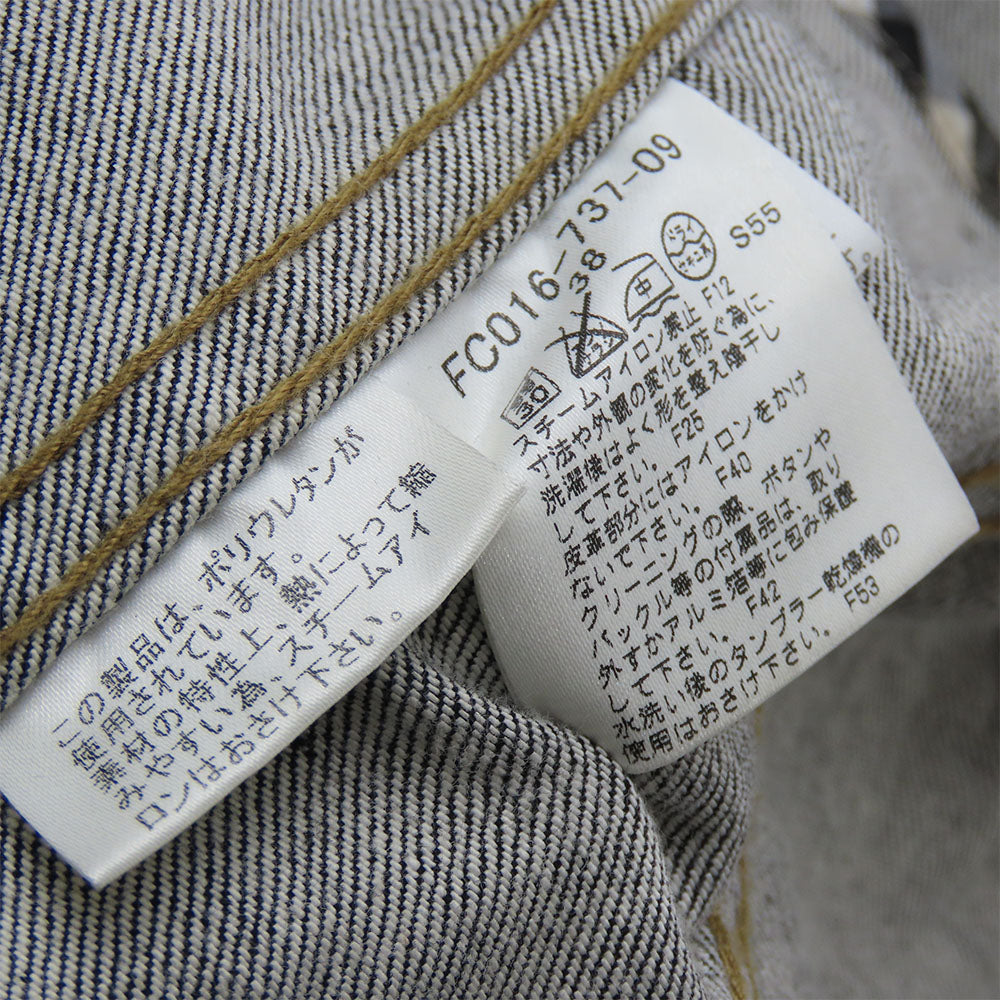 この製品は、ポリウレタンが
使用されています。
素材の特性上、熱によって縮
みやすい為、スチームアイ
ロンはおさけ下さい。
FC016-737-09
38
30
ドライ
セキユ系
S55
スチームアイロン禁止 F12
寸法や外観の変化を防ぐ為に、
洗濯後はよく形を整え陰干し
して下さい。 F25
皮革部分にはアイロンをかけ
ないで下さい。 F40
クリーニングの際、ボタンや
バックル等の付属品は、取り
外すかアルミ箔等に包み保護
して下さい。 F42
水洗い後のタンブラー乾燥機の
使用はおさけ下さい。 F53